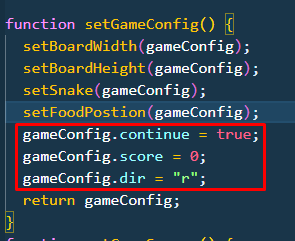 function setGameConfig() {
setBoardWidth(gameConfig);
setBoardHeight(gameConfig);
setSnake(gameConfig);
setFoodPostion(gameConfig);
gameConfig.continue = true;
gameConfig.score = 0;
gameConfig.dir = "r";
return gameConfig;
}